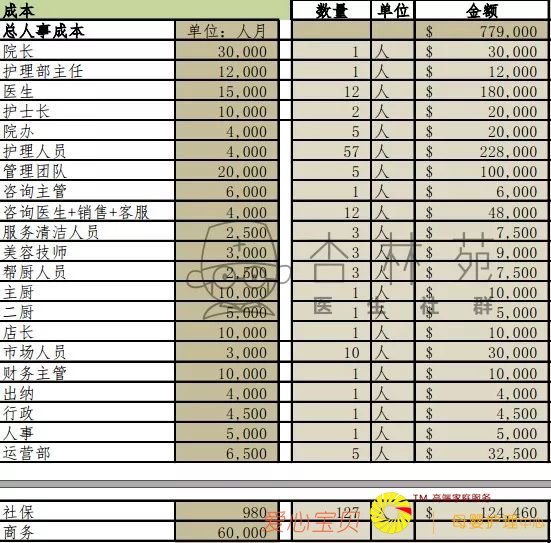 成本 数量 单位 金额
总人事成本 单位：人月 $ 779,000
院长 30,000 1 人 $ 30,000
护理部主任 12,000 1 人 $ 12,000
医生 15,000 12 人 $ 180,000
护士长 10,000 2 人 $ 20,000
院办 4,000 5 人 $ 20,000
护理人员 4,000 57 人 $ 228,000
管理团队 20,000 5 人 $ 100,000
咨询主管 6,000 1 人 $ 6,000
咨询医生+销售+客服 4,000 12 人 $ 48,000
服务清洁人员 2,500 3 人 $ 7,500
美容技师 3,000 3 人 $ 9,000
帮厨人员 2,500 3 人 $ 7,500
主厨 10,000 1 人 $ 10,000
二厨 5,000 1 人 $ 5,000
店长 10,000 1 人 $ 10,000
市场人员 3,000 10 人 $ 30,000
财务主管 10,000 1 人 $ 10,000
出纳 4,000 1 人 $ 4,000
行政 4,500 1 人 $ 4,500
人事 5,000 1 人 $ 5,000
运营部 6,500 5 人 $ 32,500
杏林苑
医生社群
社保 980 127 $ 124,460
商务 60,000
TM 高端家庭服务
爱心宝贝 母婴护理中心